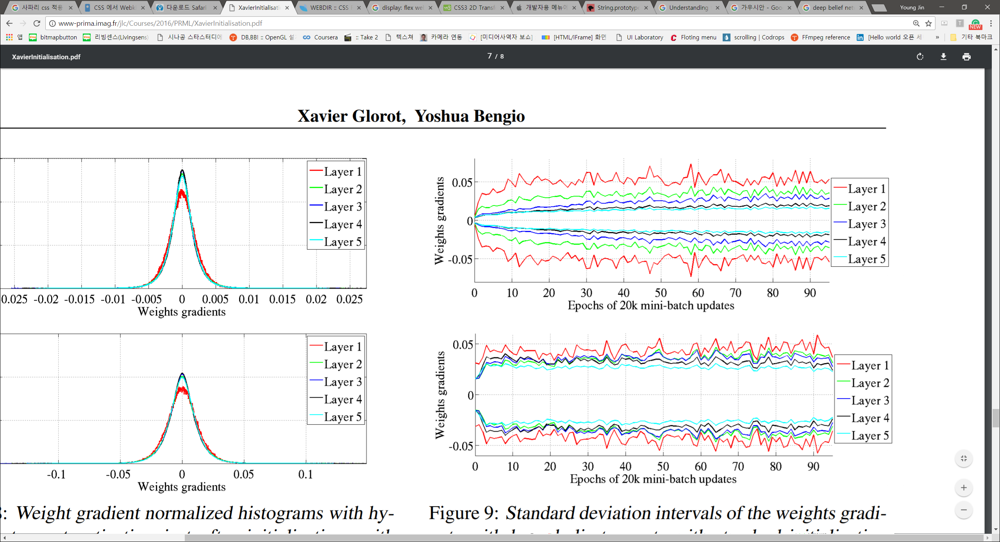 사파리 css 적용
CSS 에서 Webki
다운로드 Safari
XavierInitialisati
WEBDIR :: CSS
display: flex we
CSS3 2D Transf
개발자용 메뉴
String.prototype
Understanding
가우시안 - Goo
deep belief net
Young Jin
www-prima.imag.fr/jlc/Courses/2016/PRML/XavierInitialisation.pdf
NEW
앱 bitmapbutton 리빙센스(Livingsens) 시나공 스타스터디 DB,BB! :: OpenGL Coursera :: Take 2 텍스쳐 카메라 연동 [미디어사역자 보쇼] [HTML/iFrame] 화면 UI Laboratory Floting menu scrolling | Codrops FFmpeg reference [Hello world 오픈 세 » 기타 북마크
XavierInitialisation.pdf
7 / 8
Xavier Glorot, Yoshua Bengio
Layer 1
Layer 2
Layer 3
Layer 4
Layer 5
0.025 -0.02 -0.015 -0.01 -0.005 0 0.005 0.01 0.015 0.02 0.025
Weights gradients
Layer 1
Layer 2
Layer 3
Layer 4
Layer 5
-0.1 -0.05 0 0.05 0.1
Weights gradients
Weights gradients
0.05
0
-0.05
0 10 20 30 40 50 60 70 80 90
Epochs of 20k mini-batch updates
Layer 1
Layer 2
Layer 3
Layer 4
Layer 5
Weights gradients
0.05
0
-0.05
0 10 20 30 40 50 60 70 80 90
Epochs of 20k mini-batch updates
Layer 1
Layer 2
Layer 3
Layer 4
Layer 5
: Weight gradient normalized histograms with hy-
Figure 9: Standard deviation intervals of the weights gradi-